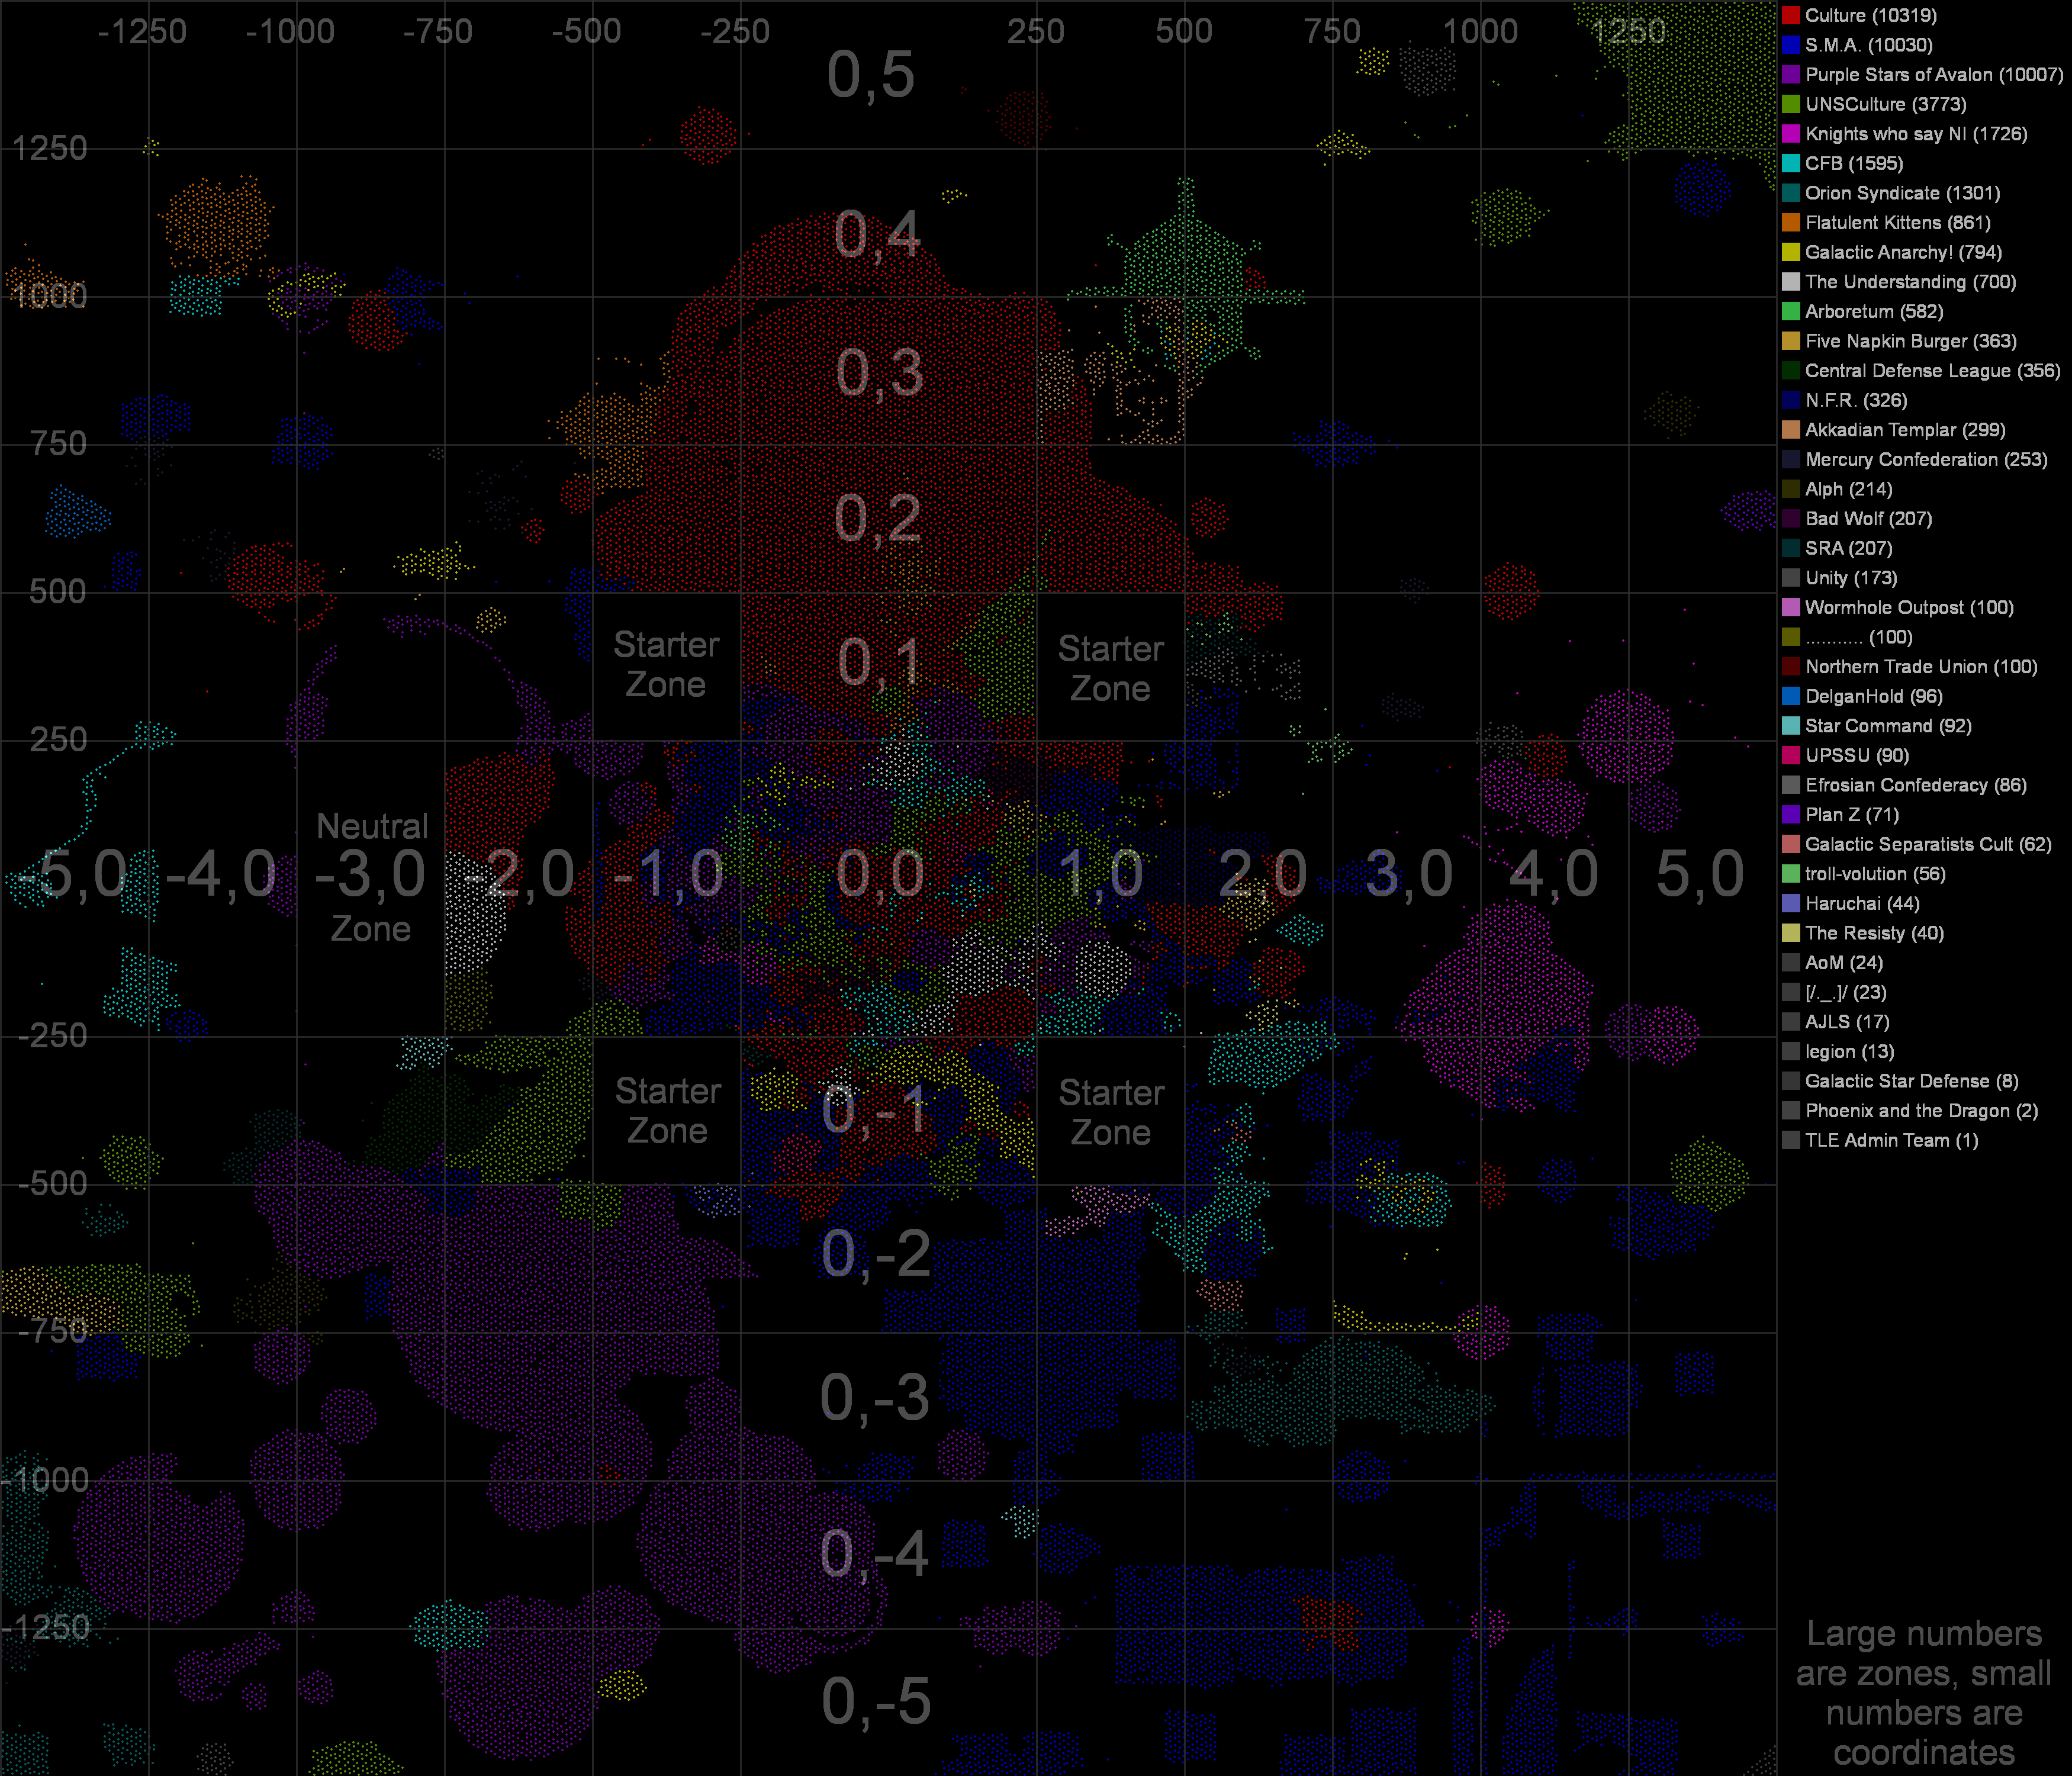 -1250
-1000
-750
-500
-250
250
500
750
1000
1250
0,5
1250
0,4
1000
0,3
750
0,2
500
Starter
Zone
0,1
Starter
Zone
250
Neutral
Zone
-5,0
-4,0
-3,0
-2,0
-1,0
0,0
1,0
2,0
3,0
4,0
5,0
-250
Starter
Zone
0,-1
Starter
Zone
-500
0,-2
-750
0,-3
-1000
0,-4
-1250
0,-5
Culture (10319)
S.M.A. (10030)
Purple Stars of Avalon (10007)
UNSCulture (3773)
Knights who say NI (1726)
CFB (1595)
Orion Syndicate (1301)
Flatulent Kittens (861)
Galactic Anarchy! (794)
The Understanding (700)
Arboretum (582)
Five Napkin Burger (363)
Central Defense League (356)
N.F.R. (326)
Akkadian Templar (299)
Mercury Confederation (253)
Alph (214)
Bad Wolf (207)
SRA (207)
Unity (173)
Wormhole Outpost (100)
.......... (100)
Northern Trade Union (100)
DelganHold (96)
Star Command (92)
UPSSU (90)
Efrosian Confederacy (86)
Plan Z (71)
Galactic Separatists Cult (62)
troll-volution (56)
Haruchai (44)
The Resisty (40)
AoM (24)
[/._.]/ (23)
AJLS (17)
legion (13)
Galactic Star Defense (8)
Phoenix and the Dragon (2)
TLE Admin Team (1)
Large numbers
are zones, small
numbers are
coordinates